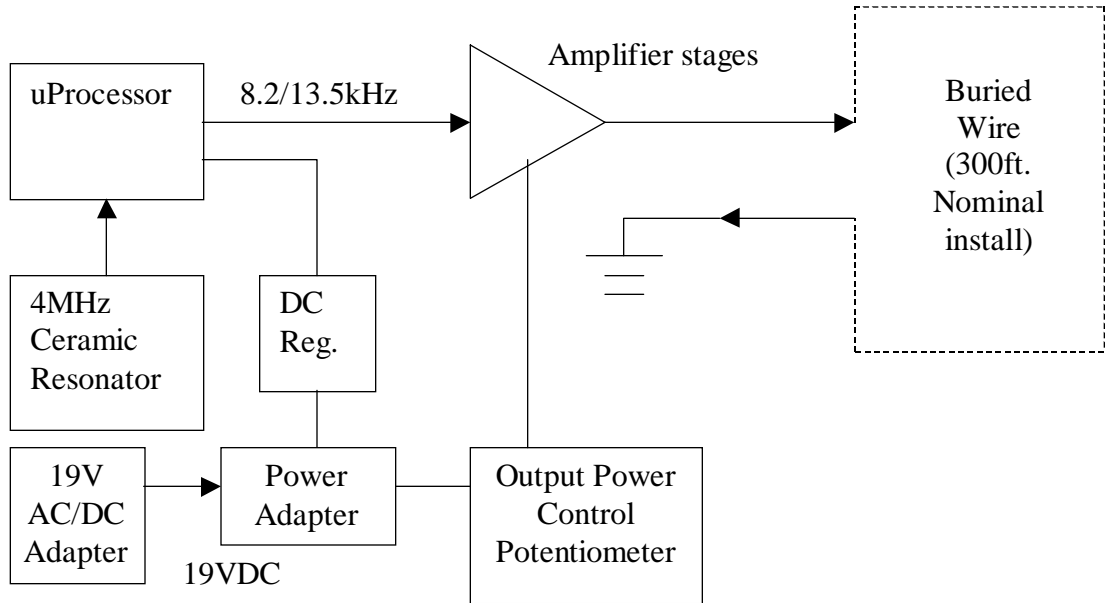 uProcessor
8.2/13.5kHz
Amplifier stages
Buried
Wire
(300ft.
Nominal
install)
4MHz
Ceramic
Resonator
DC
Reg.
19V
AC/DC
Adapter
Power
Adapter
19VDC
Output Power
Control
Potentiometer